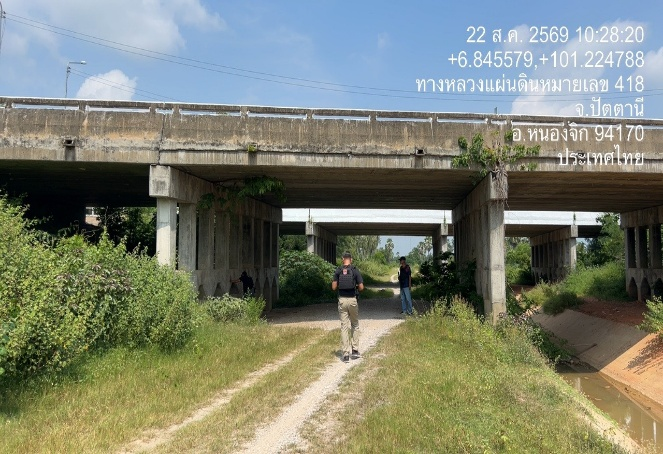 22 ส.ค. 2569 10:28:20
+6.845579,+101.224788
ทางหลวงแผ่นดินหมายเลข 418
จ.ปัตตานี
อ.หนองจิก 94170
ประเทศไทย